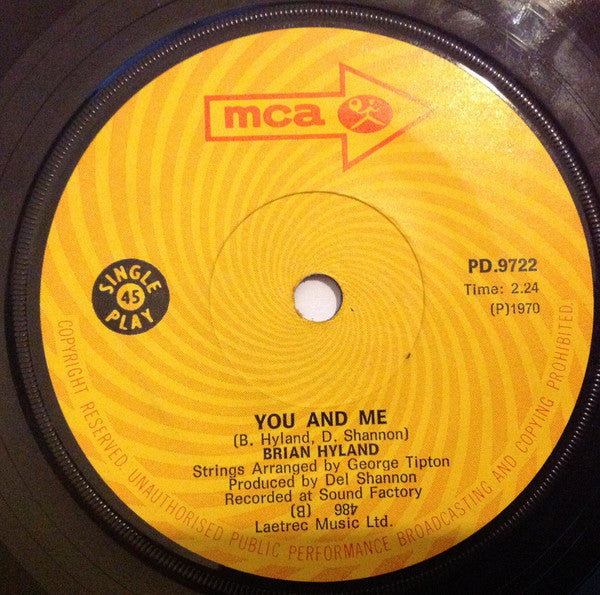 mca
SINGLE
45
PLAY
PD.9722
Time: 2.24
(P)1970
YOU AND ME
(B. Hyland, D. Shannon)
BRIAN HYLAND
Strings Arranged by George Tipton
Produced by Del Shannon
Recorded at Sound Factory
486 (B)
Laetrec Music Ltd.
COPYRIGHT RESERVED. UNAUTHORISED PUBLIC PERFORMANCE BROADCASTING AND COPYING PROHIBITED.